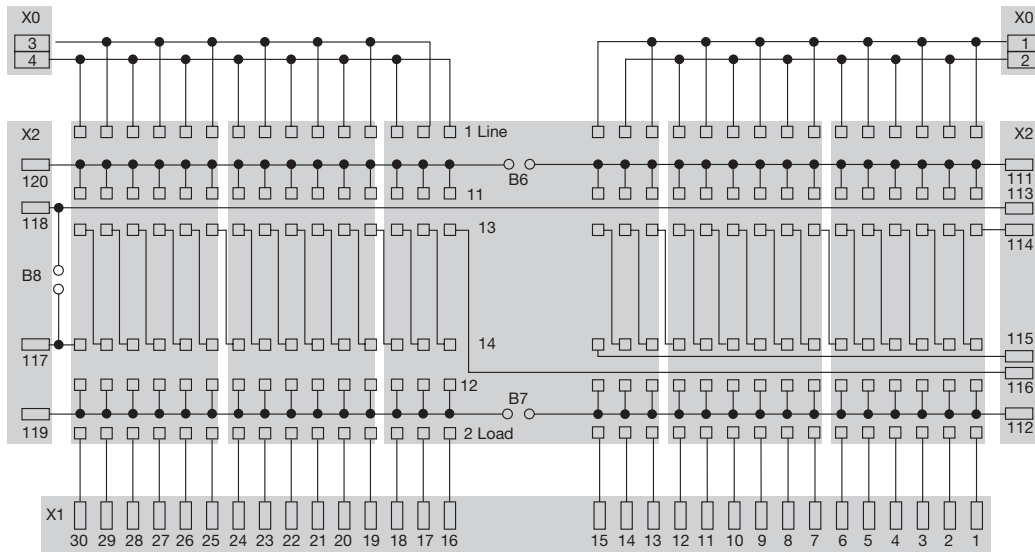 X0 X0
3 1
4 2
X2 1 Line X2
120 B6 111
11 113
118 13 114
B8
117 14 115
12 116
B7
119 2 Load 112
X1
30 29 28 27 26 25 24 23 22 21 20 19 18 17 16 15 14 13 12 11 10 9 8 7 6 5 4 3 2 1